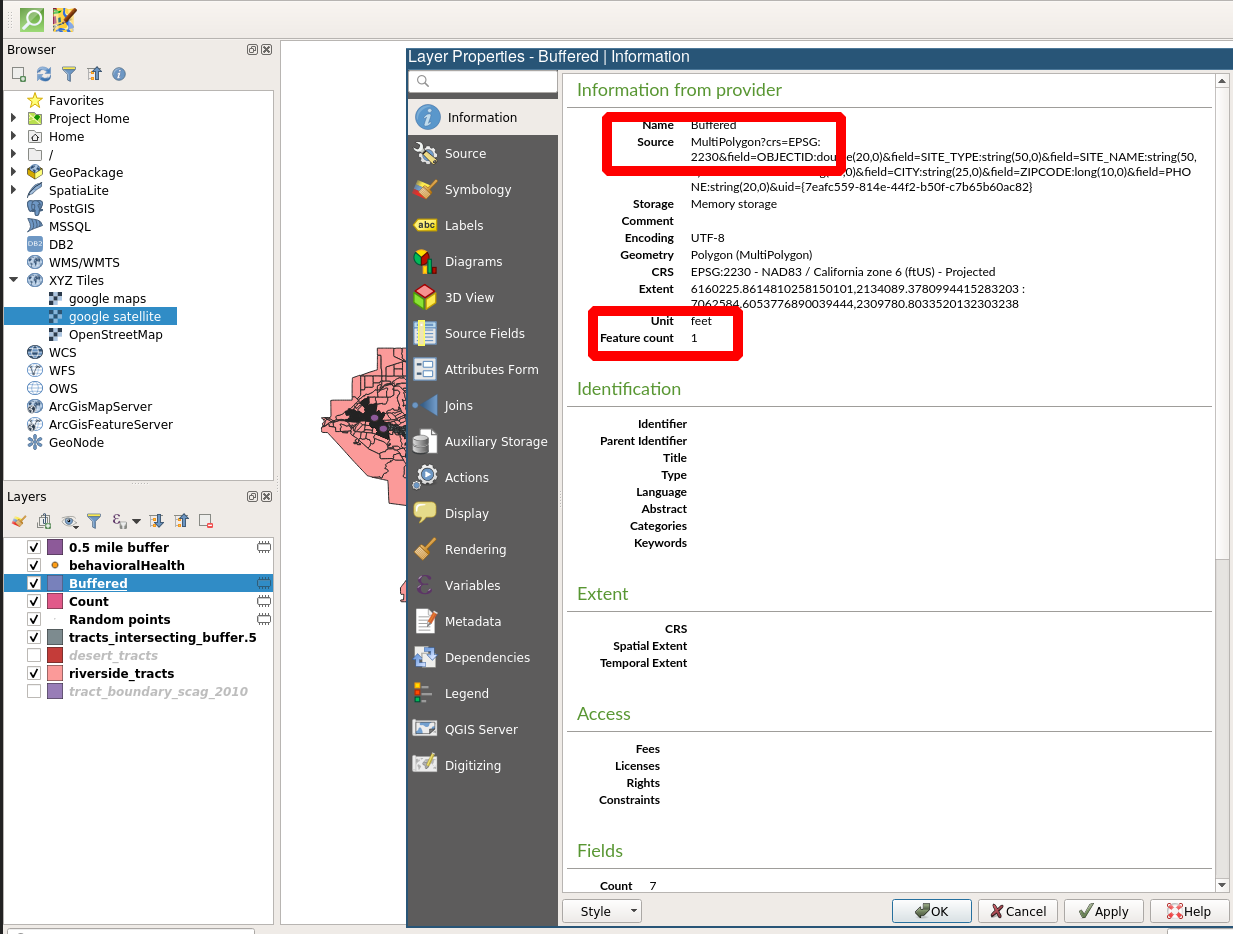 Browser
Favorites
Project Home
Home
/
GeoPackage
SpatiaLite
PostGIS
MSSQL
DB2
DB2
WMS/WMTS
XYZ Tiles
google maps
google satellite
OpenStreetMap
WCS
WFS
OWS
ArcGisMapServer
ArcGisFeatureServer
GeoNode
Layers
0.5 mile buffer
behavioralHealth
Buffered
Count
Random points
tracts_intersecting_buffer.5
desert_tracts
riverside_tracts
tract_boundary_scag_2010
Layer Properties - Buffered | Information
Information
Source
Symbology
abc Labels
Diagrams
3D View
Source Fields
Attributes Form
Joins
Auxiliary Storage
Actions
Display
Rendering
Variables
Metadata
Dependencies
Legend
QGIS Server
Digitizing
Information from provider
Name Buffered
Source MultiPolygon?crs=EPSG:
2230&field=OBJECTID: (20,0)&field=SITE_TYPE:string(50,0)&field=SITE_NAME:string(50,
,0)&field=CITY:string(25,0)&field=ZIPCODE:long(10,0)&field=PHO
NE:string(20,0)&uid={7eafc559-814e-44f2-b50f-c7b65b60ac82}
Storage Memory storage
Comment
Encoding UTF-8
Geometry Polygon (MultiPolygon)
CRS EPSG:2230 - NAD83 / California zone 6 (ftUS) - Projected
Extent 6160225.8614810258150101,2134089.3780994415283203 :
7062584.6053776890039444,2309780.8033520132303238
Unit feet
Feature count 1
Identification
Identifier
Parent Identifier
Title
Type
Language
Abstract
Categories
Keywords
Extent
CRS
Spatial Extent
Temporal Extent
Access
Fees
Licenses
Rights
Constraints
Fields
Count 7
Style
OK
Cancel
Apply
Help